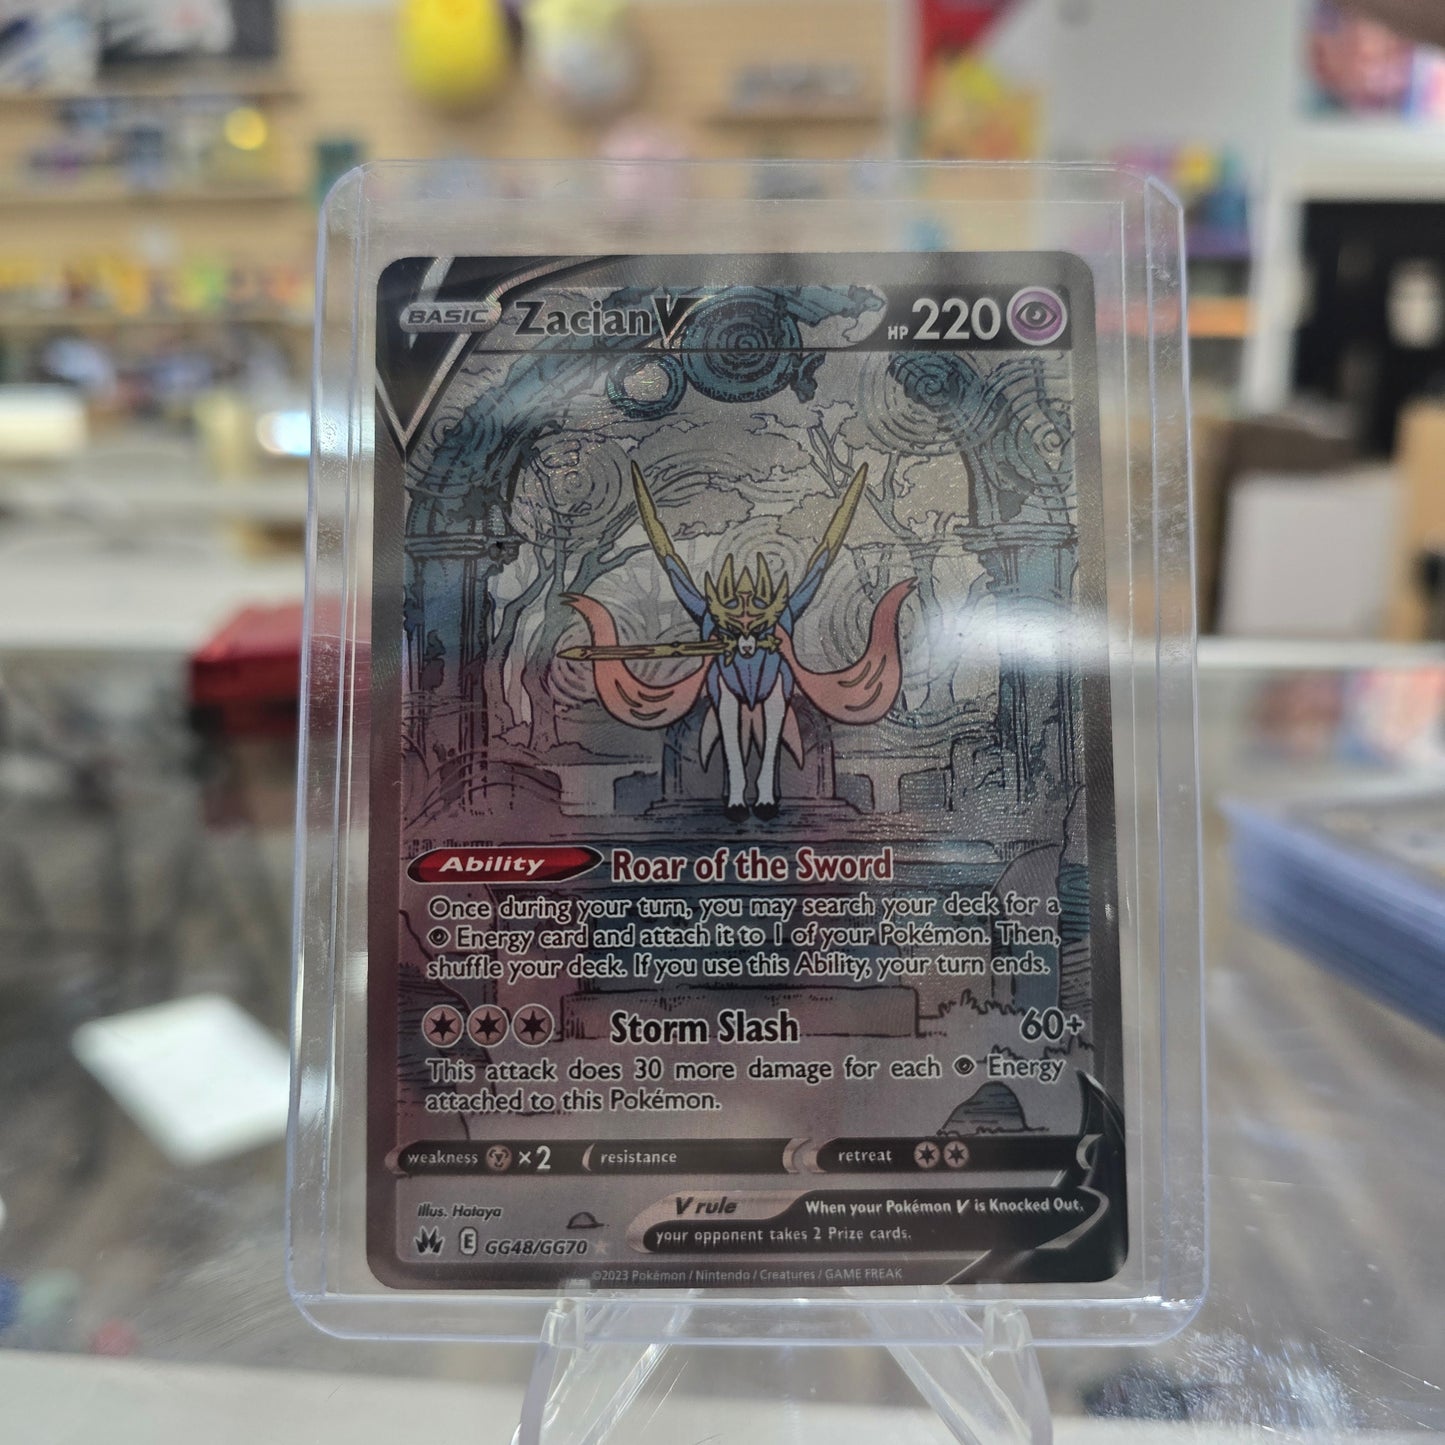 BASIC Zacian V HP 220
Ability Roar of the Sword
Once during your turn, you may search your deck for a
Energy card and attach it to 1 of your Pokémon. Then,
shuffle your deck. If you use this Ability, your turn ends.
Storm Slash 60+
This attack does 30 more damage for each Energy
attached to this Pokémon.
weakness ×2 resistance retreat
Illus. Hataya
V rule When your Pokémon V is Knocked Out,
your opponent takes 2 Prize cards.
E GG48/GG70
©2023 Pokémon / Nintendo / Creatures / GAME FREAK